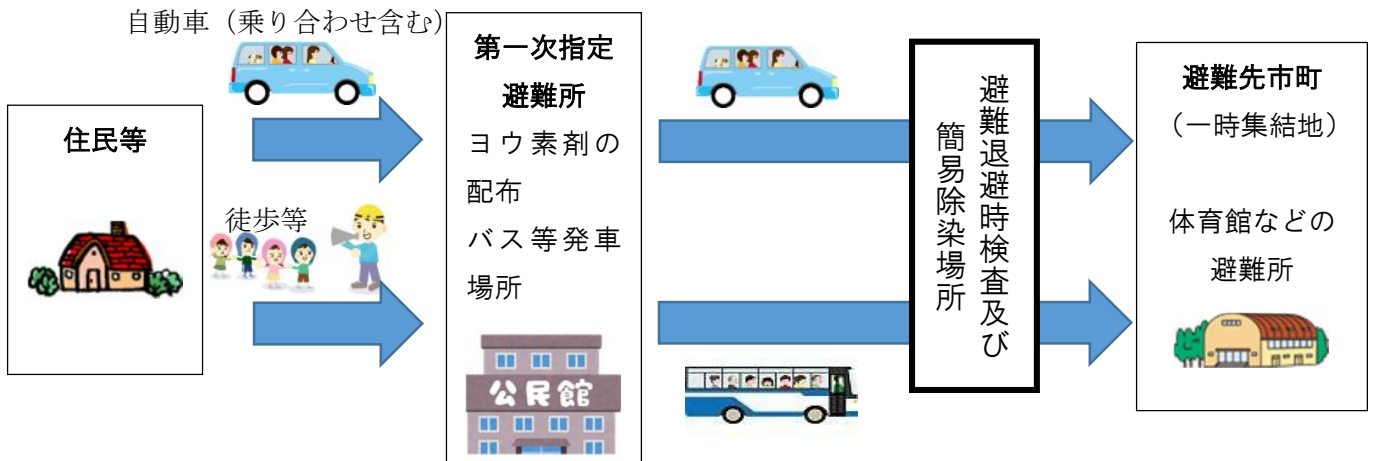 自動車（乗り合わせ含む）
住民等
徒歩等
第一次指定
避難所
ヨウ素剤の
配布
バス等発車
場所
公民館
避難退避時検査及び
簡易除染場所
避難先市町
（一時集結地）
体育館などの
避難所